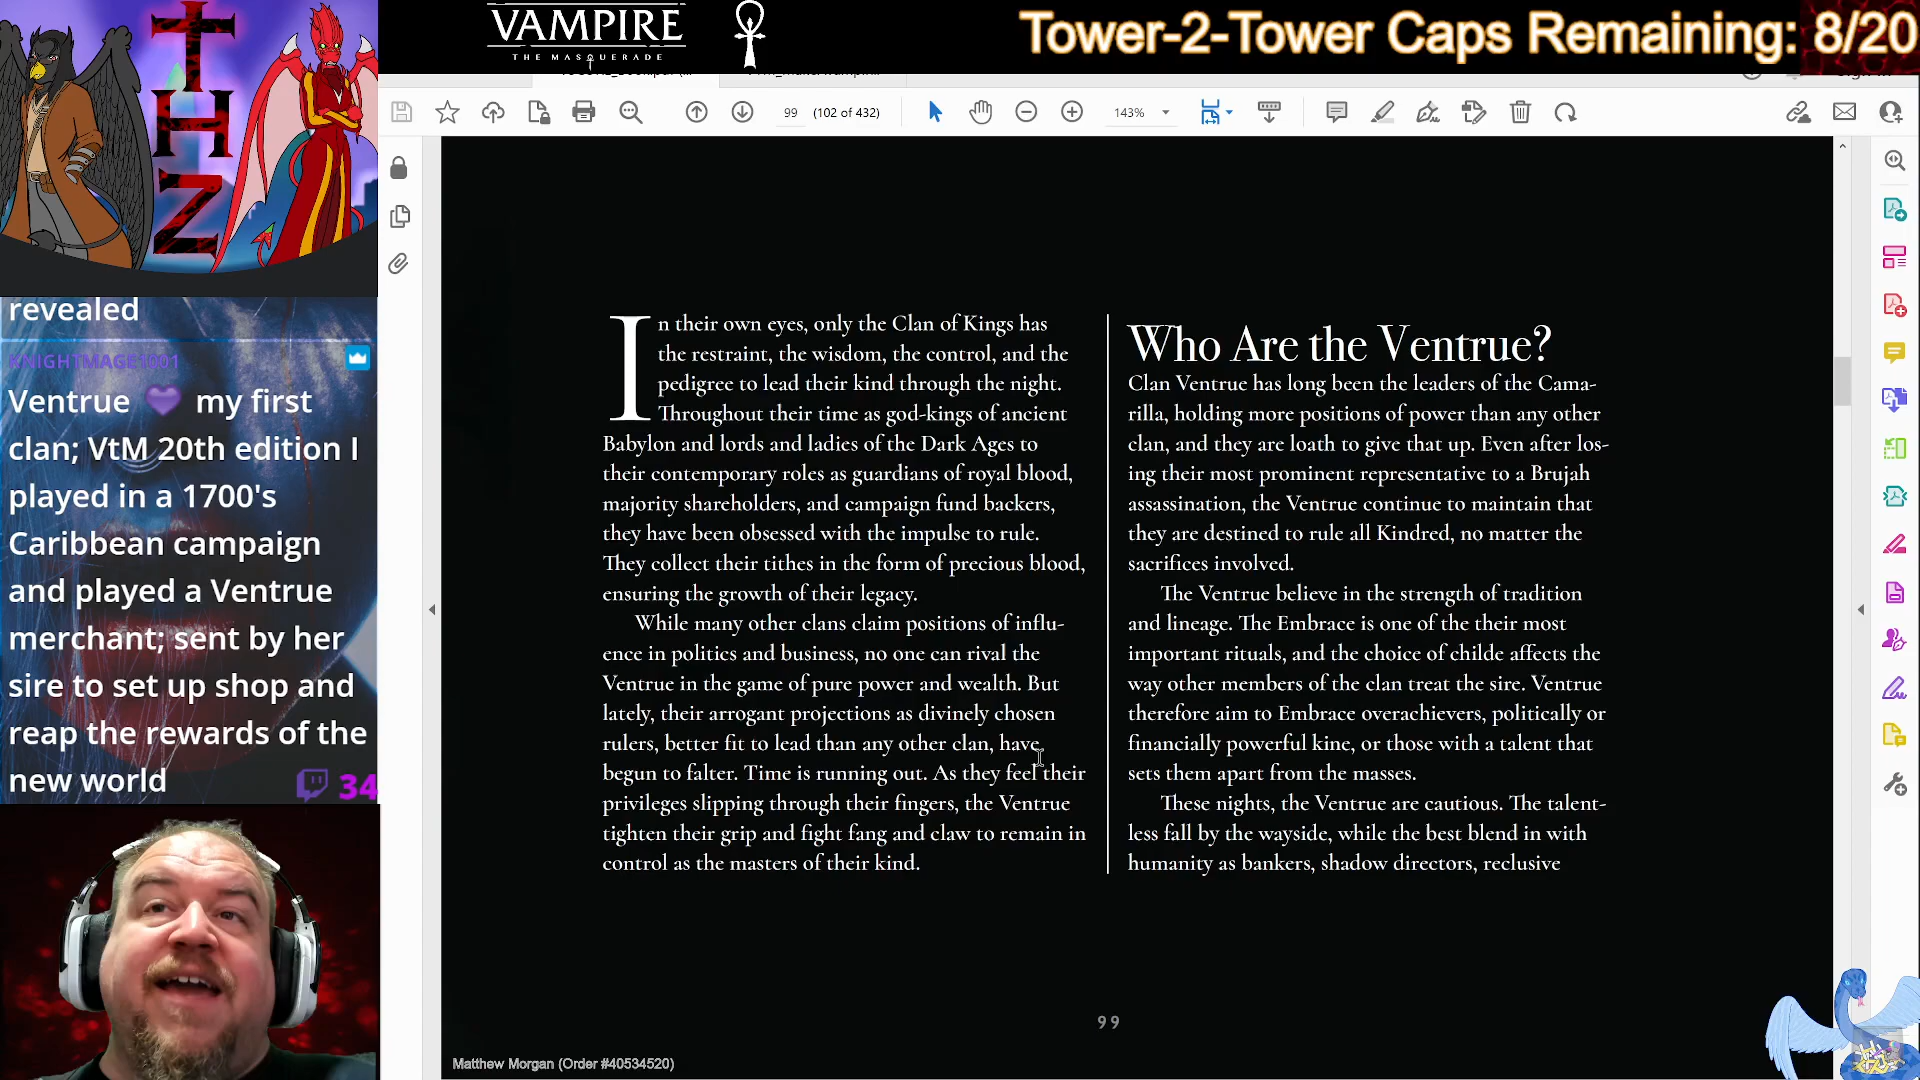 THZ
VAMPIRE
THE MASQUERADE
Tower-2-Tower Caps Remaining: 8/20
99 (102 of 432)
143%
revealed
KNIGHTMAGE1001
Ventrue 💜 my first
clan; VtM 20th edition I
played in a 1700's
Caribbean campaign
and played a Ventrue
merchant; sent by her
sire to set up shop and
reap the rewards of the
new world
34
In their own eyes, only the Clan of Kings has
the restraint, the wisdom, the control, and the
pedigree to lead their kind through the night.
Throughout their time as god-kings of ancient
Babylon and lords and ladies of the Dark Ages to
their contemporary roles as guardians of royal blood,
majority shareholders, and campaign fund backers,
they have been obsessed with the impulse to rule.
They collect their tithes in the form of precious blood,
ensuring the growth of their legacy.
While many other clans claim positions of influ-
ence in politics and business, no one can rival the
Ventrue in the game of pure power and wealth. But
lately, their arrogant projections as divinely chosen
rulers, better fit to lead than any other clan, have
begun to falter. Time is running out. As they feel their
privileges slipping through their fingers, the Ventrue
tighten their grip and fight fang and claw to remain in
control as the masters of their kind.
Who Are the Ventrue?
Clan Ventrue has long been the leaders of the Cama-
rilla, holding more positions of power than any other
clan, and they are loath to give that up. Even after los-
ing their most prominent representative to a Brujah
assassination, the Ventrue continue to maintain that
they are destined to rule all Kindred, no matter the
sacrifices involved.
The Ventrue believe in the strength of tradition
and lineage. The Embrace is one of the their most
important rituals, and the choice of childe affects the
way other members of the clan treat the sire. Ventrue
therefore aim to Embrace overachievers, politically or
financially powerful kine, or those with a talent that
sets them apart from the masses.
These nights, the Ventrue are cautious. The talent-
less fall by the wayside, while the best blend in with
humanity as bankers, shadow directors, reclusive
99
Matthew Morgan (Order #40534520)